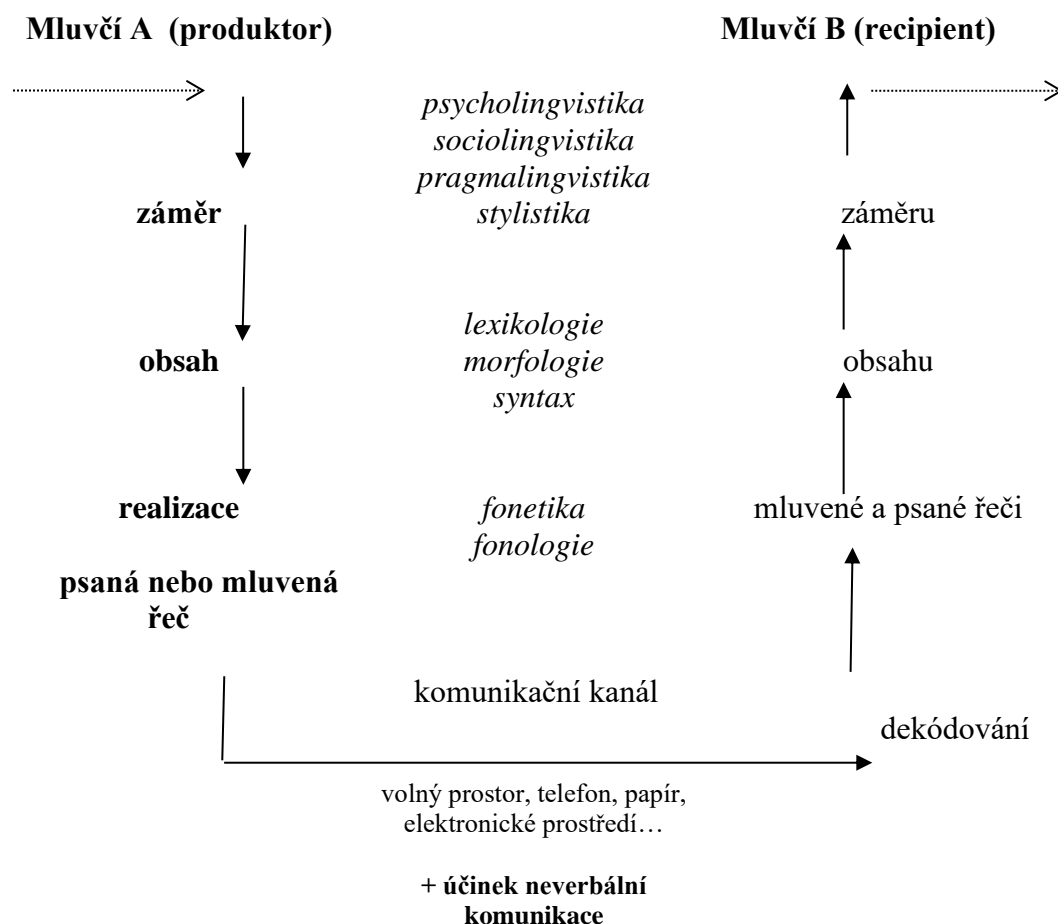 Mluvčí A (produktor)
Mluvčí B (recipient)
psycholingvistika
sociolingvistika
pragmalingvistika
záměr
stylistika
záměru
lexikologie
obsah
morfologie
obsahu
syntax
realizace
fonetika
mluvené a psané řeči
fonologie
psaná nebo mluvená
řeč
komunikační kanál
dekódování
volný prostor, telefon, papír,
elektronické prostředí…
+ účinek neverbální
komunikace